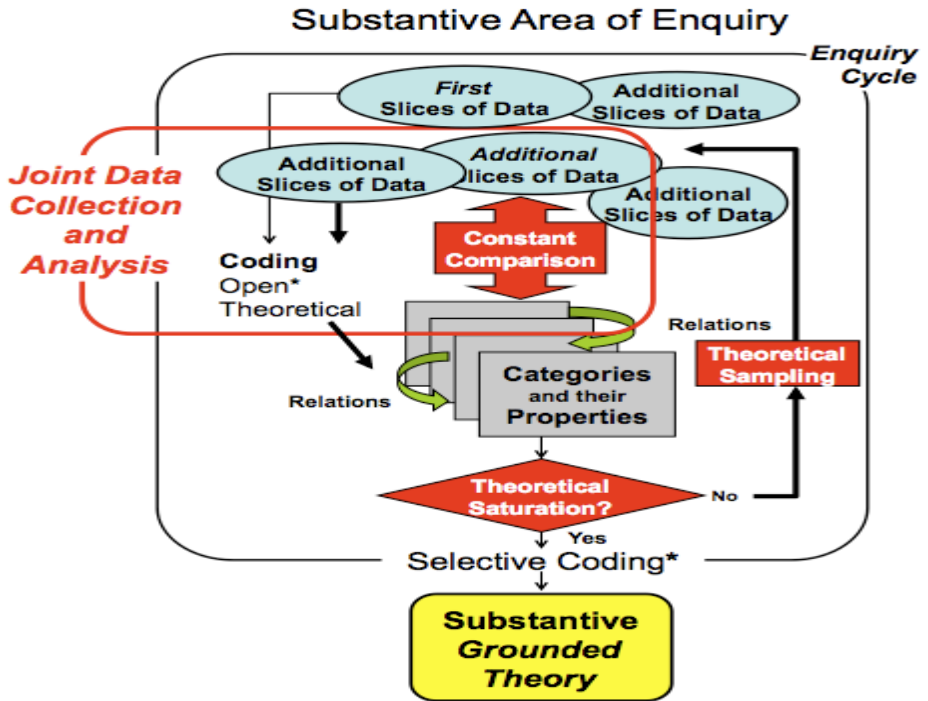 Substantive Area of Enquiry
Enquiry
Cycle
First
Slices of Data
Additional
Slices of Data
Joint Data
Collection
and
Analysis
Additional
Slices of Data
Additional
lices of Data
Additional
Slices of Data
Constant
Comparison
Coding
Open*
Theoretical
Relations
Relations
Theoretical
Sampling
Categories
and their
Properties
Theoretical
Saturation?
No
Yes
Selective Coding*
Substantive
Grounded
Theory